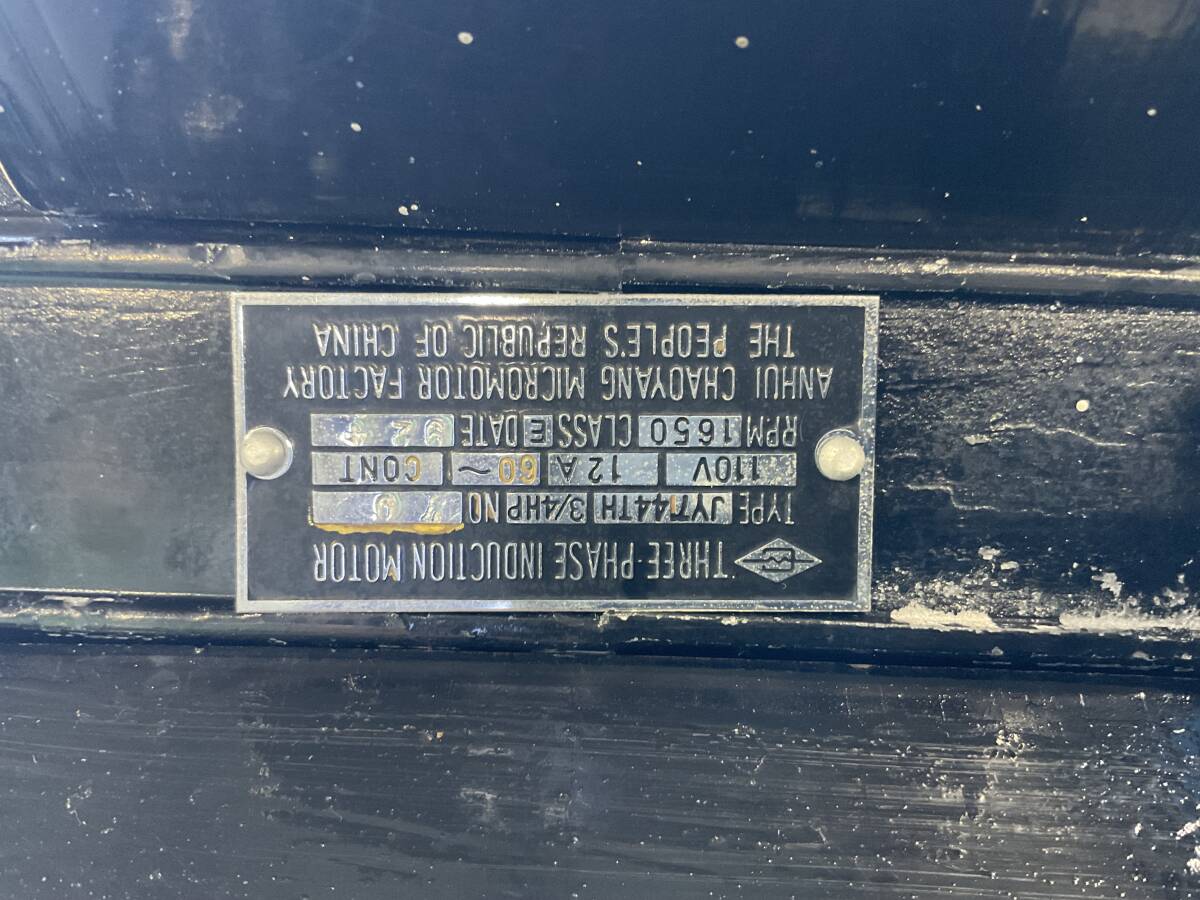 THREE-PHASE INDUCTION MOTOR
TYPE JY7144TH 3/4HP NO
110V 12A 60~ CONT
RPM 1650 CLASS E DATE
ANHUI CHAOYANG MICROMOTOR FACTORY
THE PEOPLE'S REPUBLIC OF CHINA